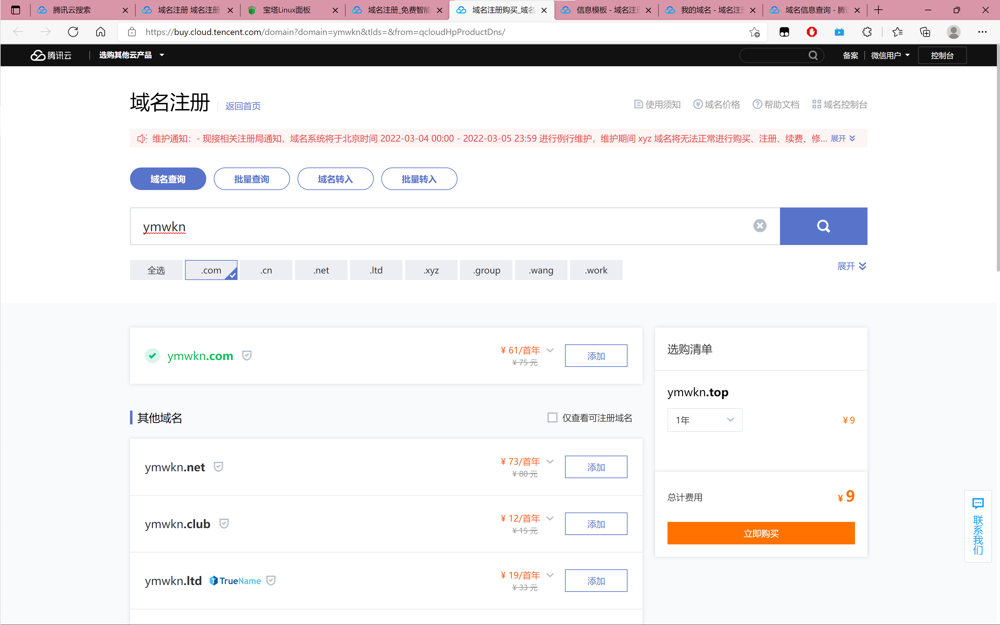 腾讯云搜索
域名注册 域名注册
宝塔Linux面板
域名注册_免费智能
域名注册购买_域名
信息模板 - 域名注册
我的域名 - 域名注册
域名信息查询 - 腾讯
https://buy.cloud.tencent.com/domain?domain=ymwkn&tlds=&from=qcloudHpProductDns/
腾讯云
选购其他云产品
备案
微信用户
控制台
域名注册
返回首页
使用须知
域名价格
帮助文档
域名控制台
维护通知：- 现接相关注册局通知，域名系统将于北京时间 2022-03-04 00:00 - 2022-03-05 23:59 进行例行维护，维护期间 xyz 域名将无法正常进行购买、注册、续费、修... 展开
域名查询
批量查询
域名转入
批量转入
ymwkn
全选
.com
.cn
.net
.ltd
.xyz
.group
.wang
.work
展开
ymwkn.com
¥ 61/首年
¥ 75 元
添加
其他域名
仅查看可注册域名
ymwkn.net
¥ 73/首年
¥ 80 元
添加
ymwkn.club
¥ 12/首年
¥ 15 元
添加
ymwkn.ltd
TrueName
¥ 19/首年
¥ 33 元
添加
选购清单
ymwkn.top
1年
¥ 9
总计费用
¥ 9
立即购买
联系我们